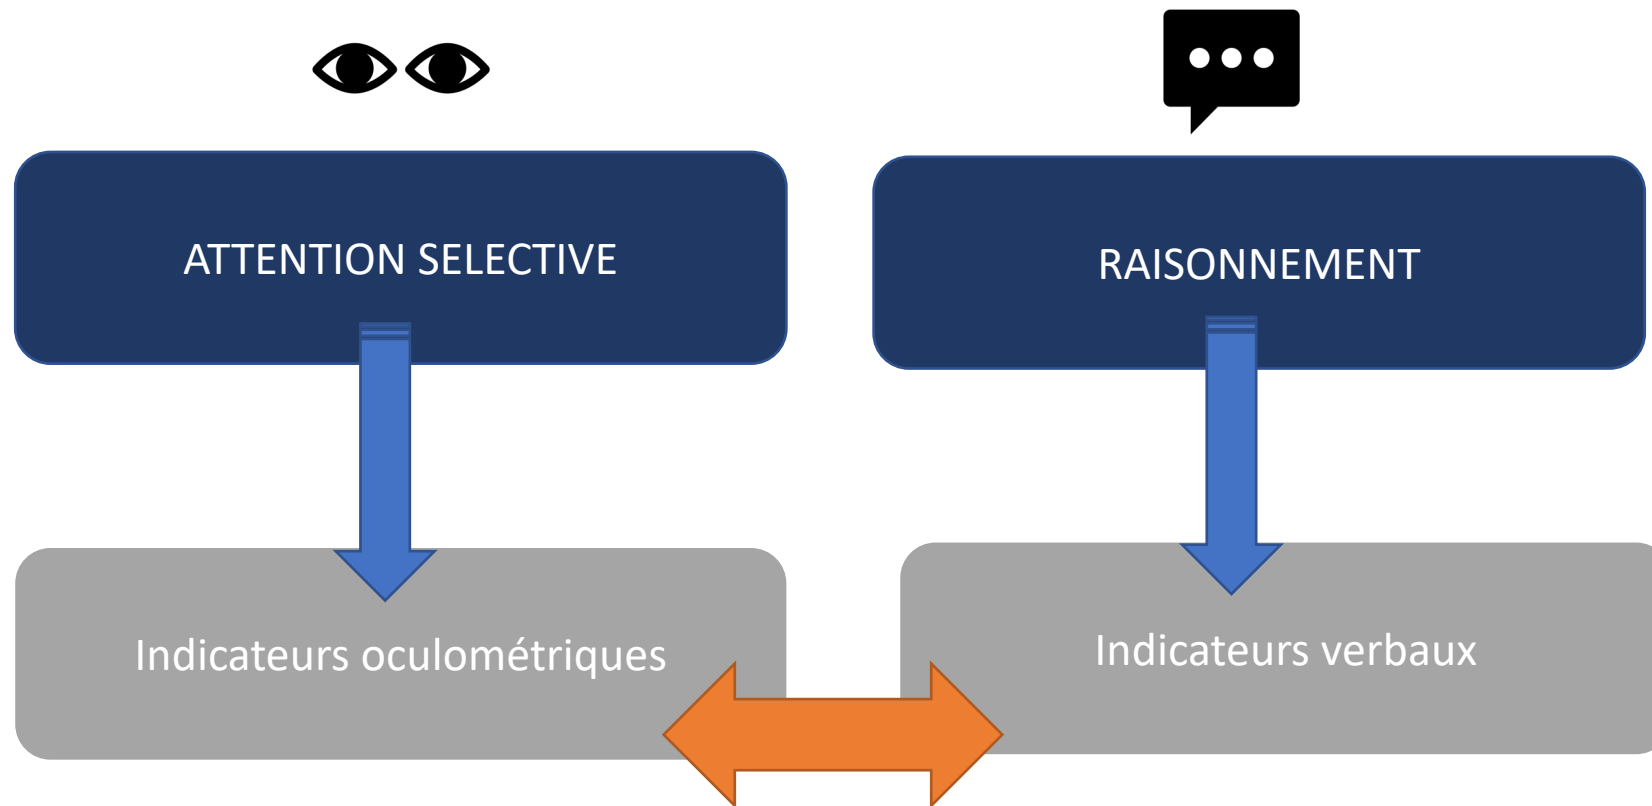 ATTENTION SELECTIVE
RAISONNEMENT
Indicateurs oculométriques
Indicateurs verbaux